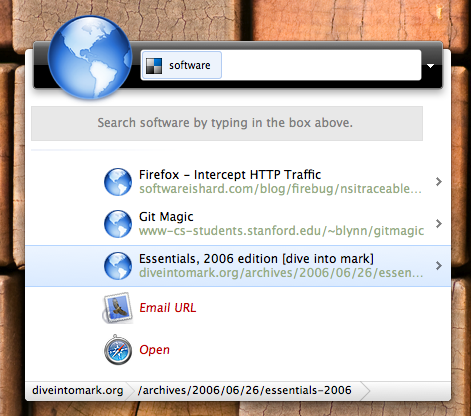 software
Search software by typing in the box above.
Firefox – Intercept HTTP Traffic
softwareishard.com/blog/firebug/nsitraceable...
Git Magic
www-cs-students.stanford.edu/~blynn/gitmagic
Essentials, 2006 edition [dive into mark]
diveintomark.org/archives/2006/06/26/essen...
Email URL
Open
diveintomark.org /archives/2006/06/26/essentials-2006